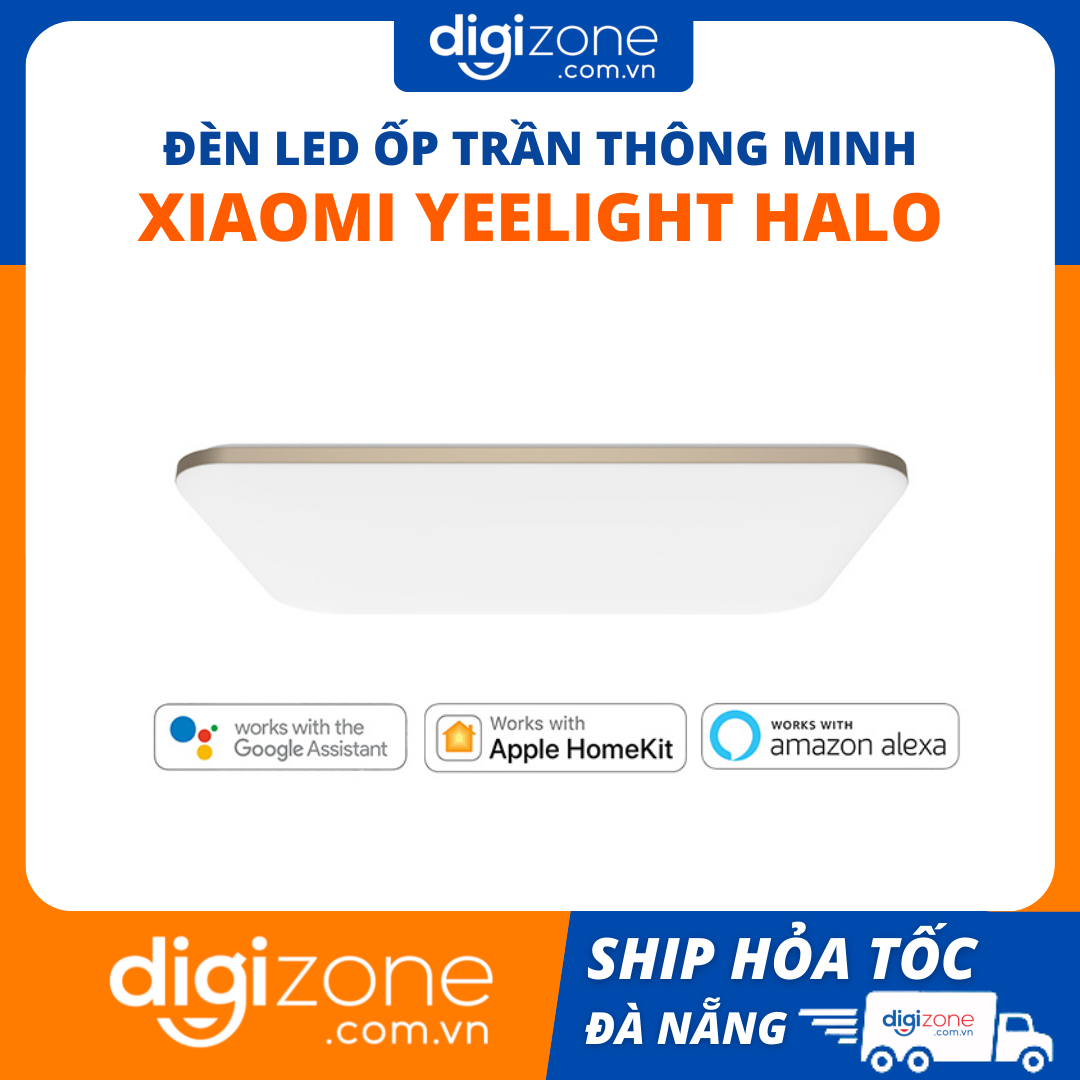 digizone
.com.vn
ĐÈN LED ỐP TRẦN THÔNG MINH
XIAOMI YEELIGHT HALO
works with the
Google Assistant
Works with
Apple HomeKit
WORKS WITH
amazon alexa
digizone
.com.vn
SHIP HỎA TỐC
ĐÀ NẴNG
digizone
.com.vn